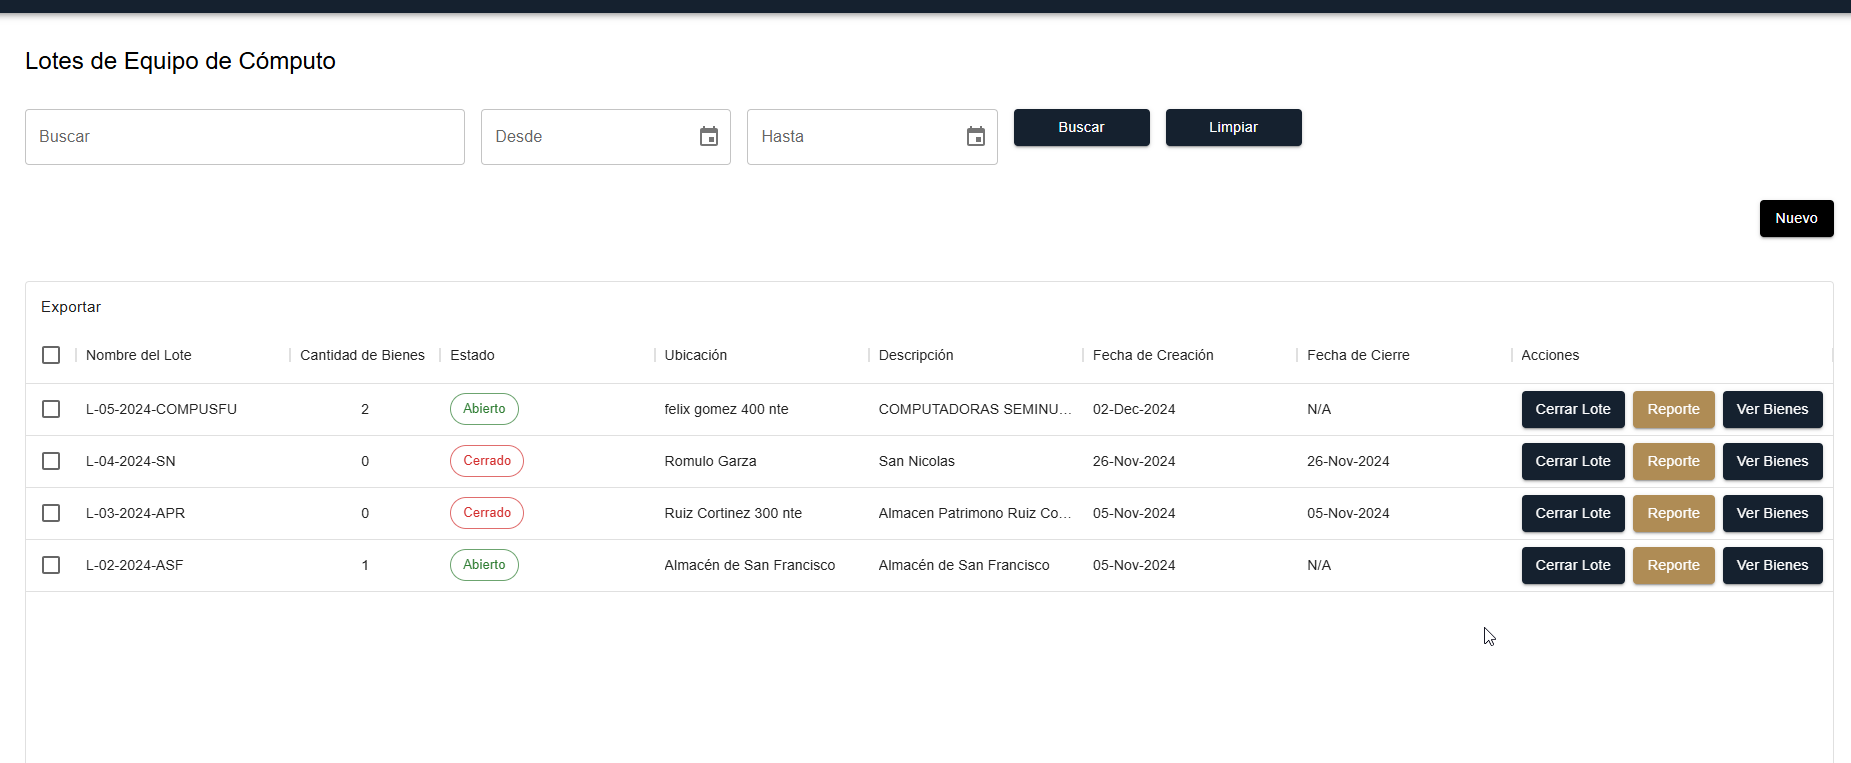 Lotes de Equipo de Cómputo
Buscar Desde Hasta Buscar Limpiar
Nuevo
Exportar
Nombre del Lote Cantidad de Bienes Estado Ubicación Descripción Fecha de Creación Fecha de Cierre Acciones
L-05-2024-COMPUSFU 2 Abierto felix gomez 400 nte COMPUTADORAS SEMINU... 02-Dec-2024 N/A Cerrar Lote Reporte Ver Bienes
L-04-2024-SN 0 Cerrado Romulo Garza San Nicolas 26-Nov-2024 26-Nov-2024 Cerrar Lote Reporte Ver Bienes
L-03-2024-APR 0 Cerrado Ruiz Cortinez 300 nte Almacen Patrimono Ruiz Co... 05-Nov-2024 05-Nov-2024 Cerrar Lote Reporte Ver Bienes
L-02-2024-ASF 1 Abierto Almacén de San Francisco Almacén de San Francisco 05-Nov-2024 N/A Cerrar Lote Reporte Ver Bienes